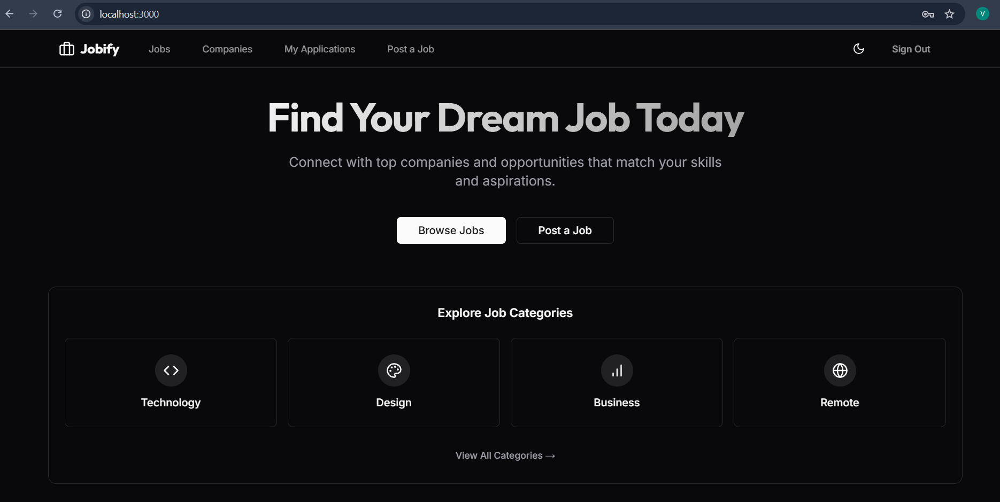 localhost:3000
V
Jobify
Jobs
Companies
My Applications
Post a Job
Sign Out
Find Your Dream Job Today
Connect with top companies and opportunities that match your skills
and aspirations.
Browse Jobs
Post a Job
Explore Job Categories
Technology
Design
Business
Remote
View All Categories →